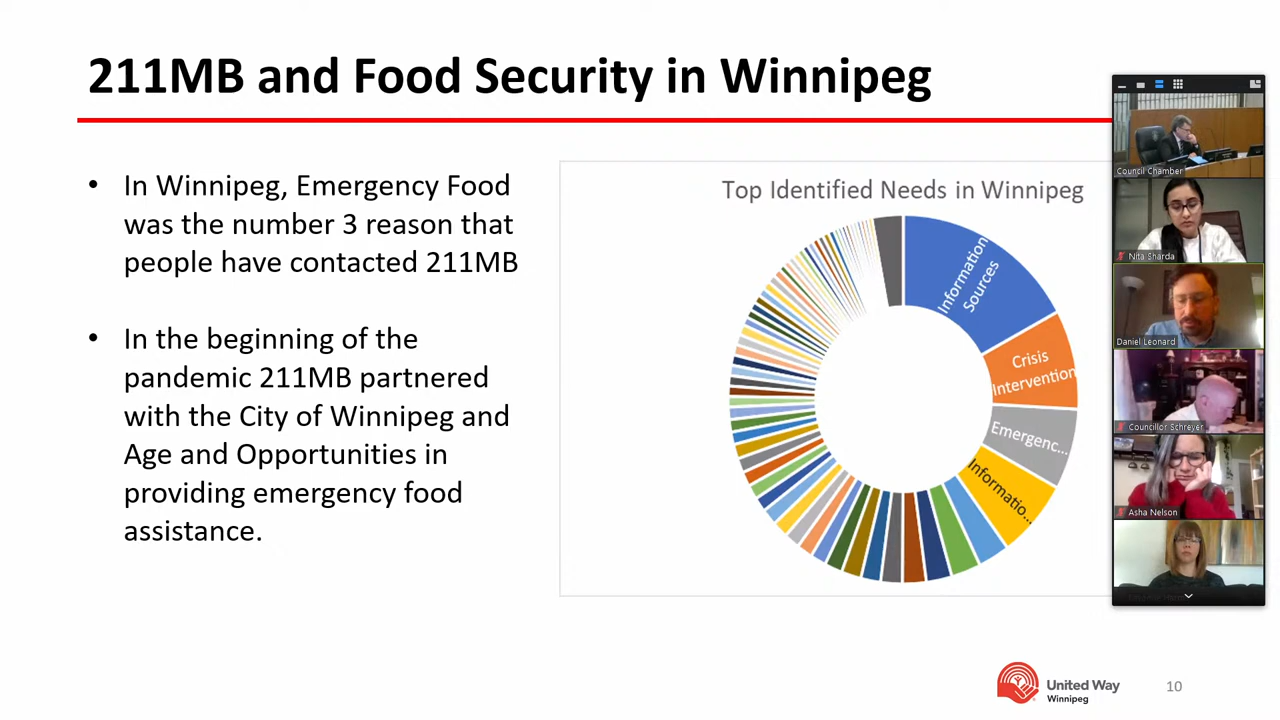 211MB and Food Security in Winnipeg
• In Winnipeg, Emergency Food
was the number 3 reason that
people have contacted 211MB
• In the beginning of the
pandemic 211MB partnered
with the City of Winnipeg and
Age and Opportunities in
providing emergency food
assistance.
Top Identified Needs in Winnipeg
Information
Sources
Crisis
Intervention
Emergenc...
Informatio...
Council Chamber
Nita Sharda
Daniel Leonard
Councillor Schreyer
Asha Nelson
United Way
Winnipeg
10